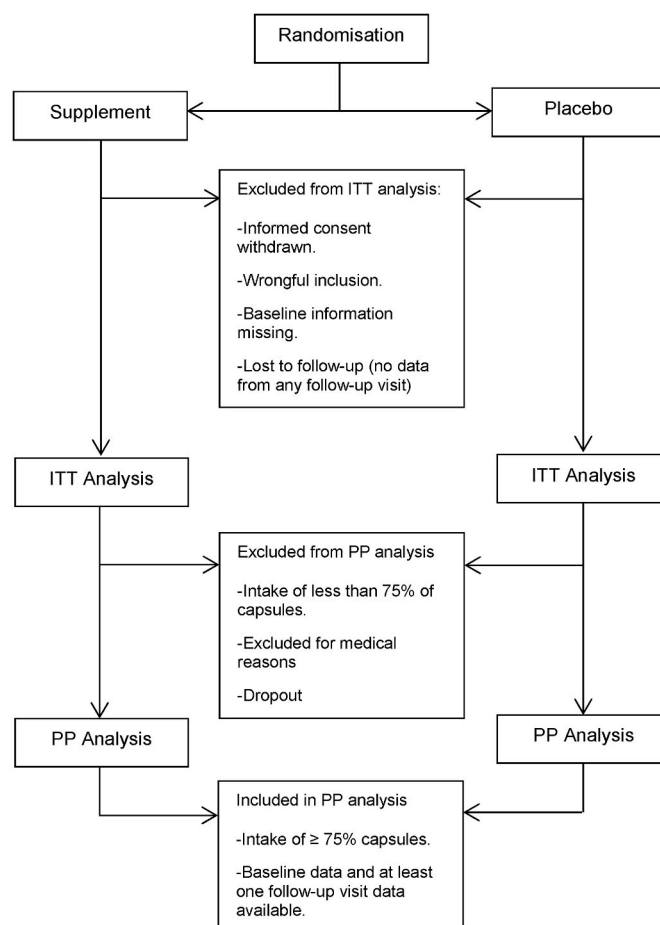 Randomisation
Supplement
Placebo
Excluded from ITT analysis:
-Informed consent
withdrawn.
-Wrongful inclusion.
-Baseline information
missing.
-Lost to follow-up (no data
from any follow-up visit)
ITT Analysis
ITT Analysis
Excluded from PP analysis
-Intake of less than 75% of
capsules.
-Excluded for medical
reasons
-Dropout
PP Analysis
PP Analysis
Included in PP analysis
-Intake of ≥ 75% capsules.
-Baseline data and at least
one follow-up visit data
available.